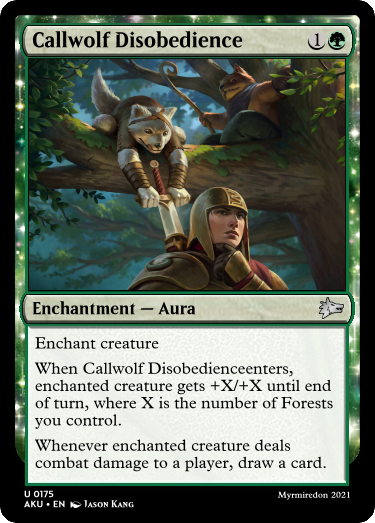 Callwolf Disobedience 1
Enchantment — Aura
Enchant creature
When Callwolf Disobedienceenters,
enchanted creature gets +X/+X until end
of turn, where X is the number of Forests
you control.
Whenever enchanted creature deals
combat damage to a player, draw a card.
U 0175
AKU • EN Jason Kang
Myrmiredon 2021